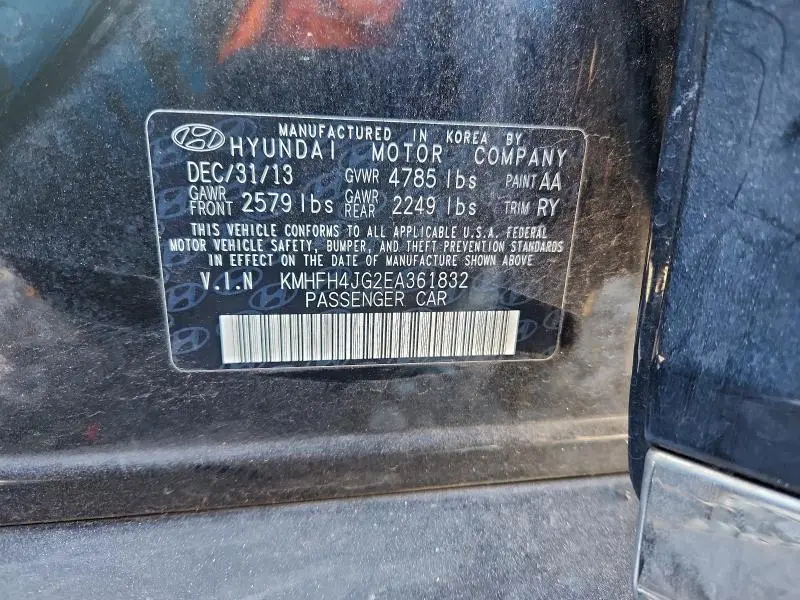 MANUFACTURED IN KOREA BY
HYUNDAI MOTOR COMPANY
DEC/31/13 GVWR 4785 lbs PAINT AA
GAWR FRONT 2579 lbs GAWR REAR 2249 lbs TRIM RY
THIS VEHICLE CONFORMS TO ALL APPLICABLE U.S.A. FEDERAL
MOTOR VEHICLE SAFETY, BUMPER, AND THEFT PREVENTION STANDARDS
IN EFFECT ON THE DATE OF MANUFACTURE SHOWN ABOVE
V.I.N KMHFH4JG2EA361832
PASSENGER CAR